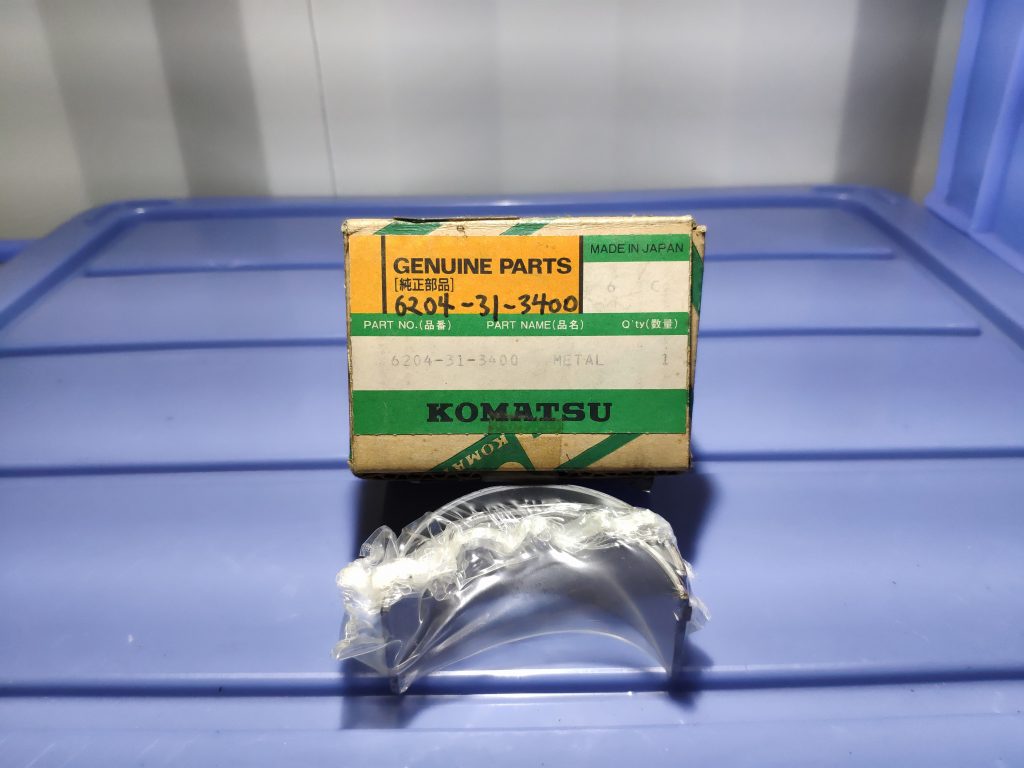 GENUINE PARTS
MADE IN JAPAN
[純正部品]
6204-31-3400
PART NO.(品番) PART NAME(品名) Q'ty(数量)
6204-31-3400 METAL 1
KOMATSU